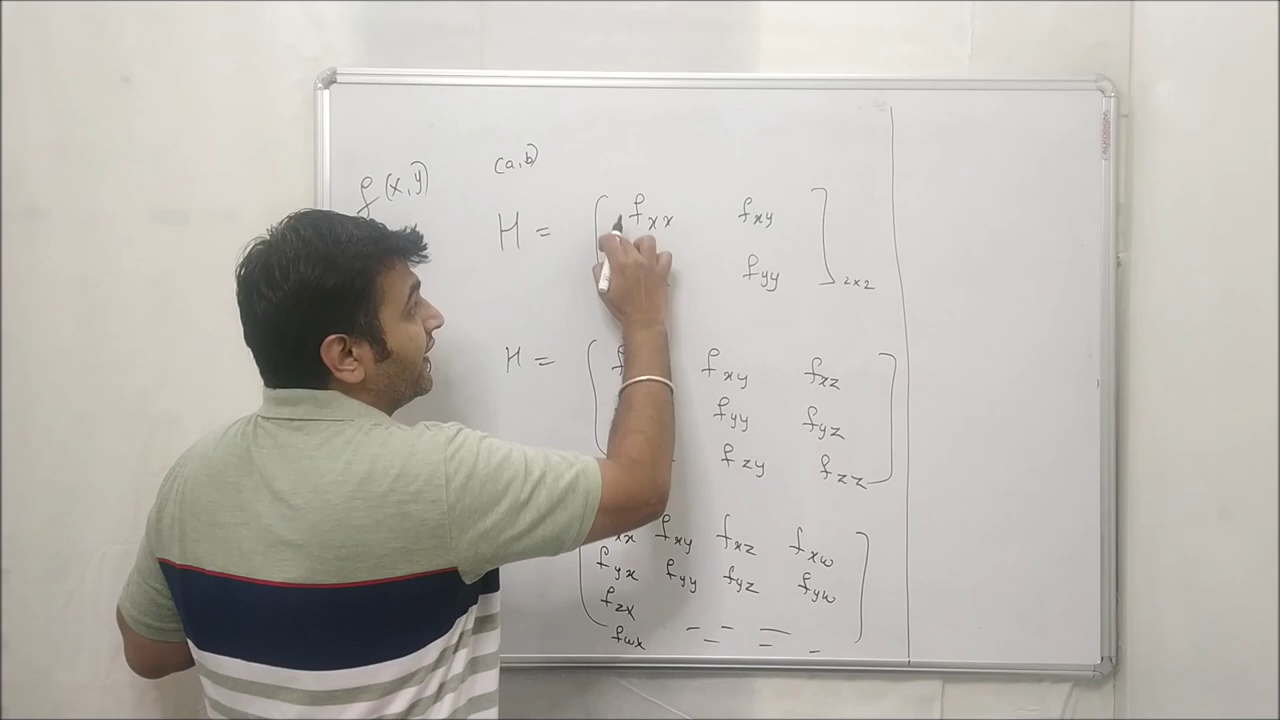 f(x,y) (a,b)
H = [ f_xx f_xy
f_yy ]2x2
H = [ f_xy f_xz
f_yy f_yz
f_zy f_zz ]
xx f_xy f_xz f_xw
f_yx f_yy f_yz f_yw
f_zx
f_wx